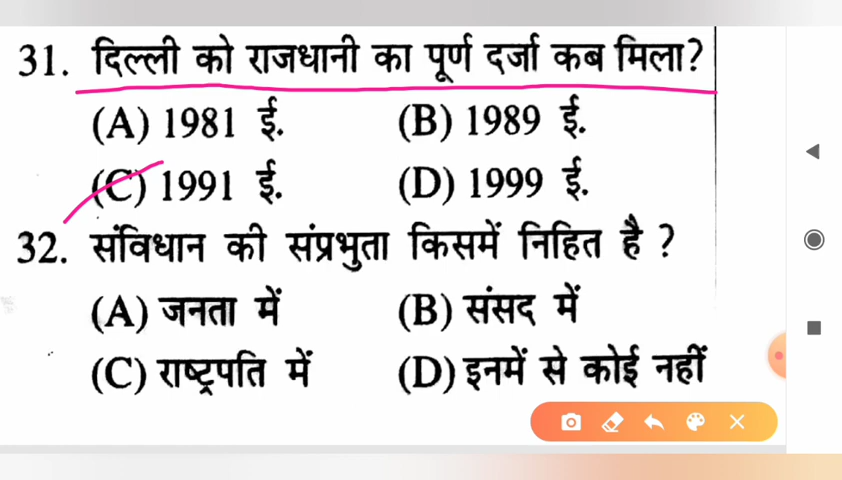 31. दिल्ली को राजधानी का पूर्ण दर्जा कब मिला?
(A) 1981 ई. (B) 1989 ई.
(C) 1991 ई. (D) 1999 ई.
32. संविधान की संप्रभुता किसमें निहित है ?
(A) जनता में (B) संसद में
(C) राष्ट्रपति में (D) इनमें से कोई नहीं